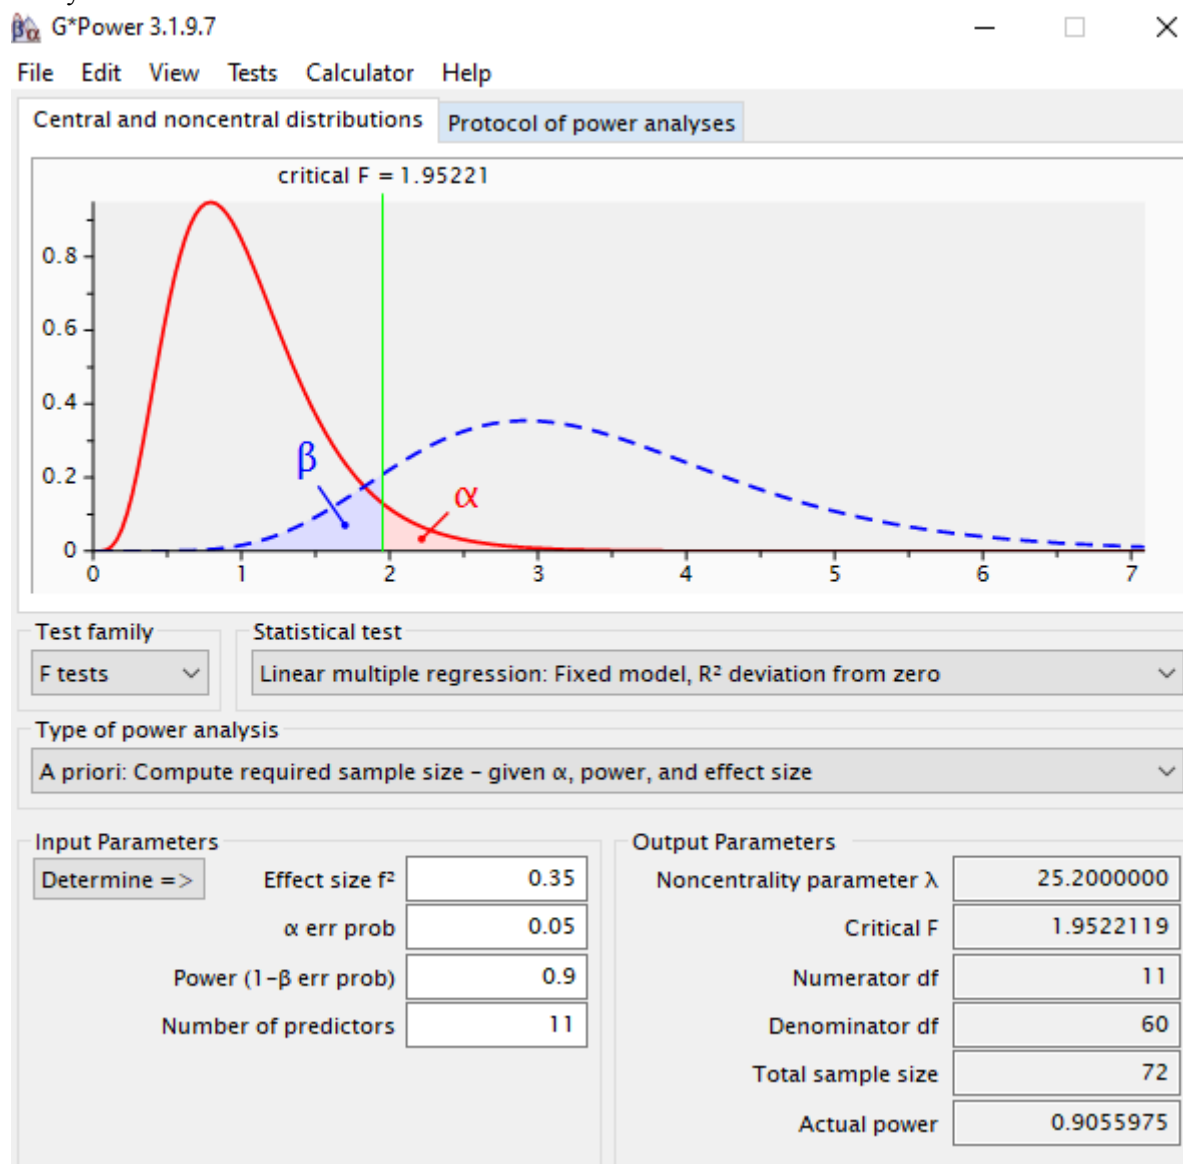 G*Power 3.1.9.7
File Edit View Tests Calculator Help
Central and noncentral distributions Protocol of power analyses
critical F = 1.95221
0.8
0.6
0.4
0.2
0
β
α
0 1 2 3 4 5 6 7
Test family Statistical test
F tests Linear multiple regression: Fixed model, R² deviation from zero
Type of power analysis
A priori: Compute required sample size – given α, power, and effect size
Input Parameters Output Parameters
Determine => Effect size f² 0.35 Noncentrality parameter λ 25.2000000
α err prob 0.05 Critical F 1.9522119
Power (1–β err prob) 0.9 Numerator df 11
Number of predictors 11 Denominator df 60
Total sample size 72
Actual power 0.9055975